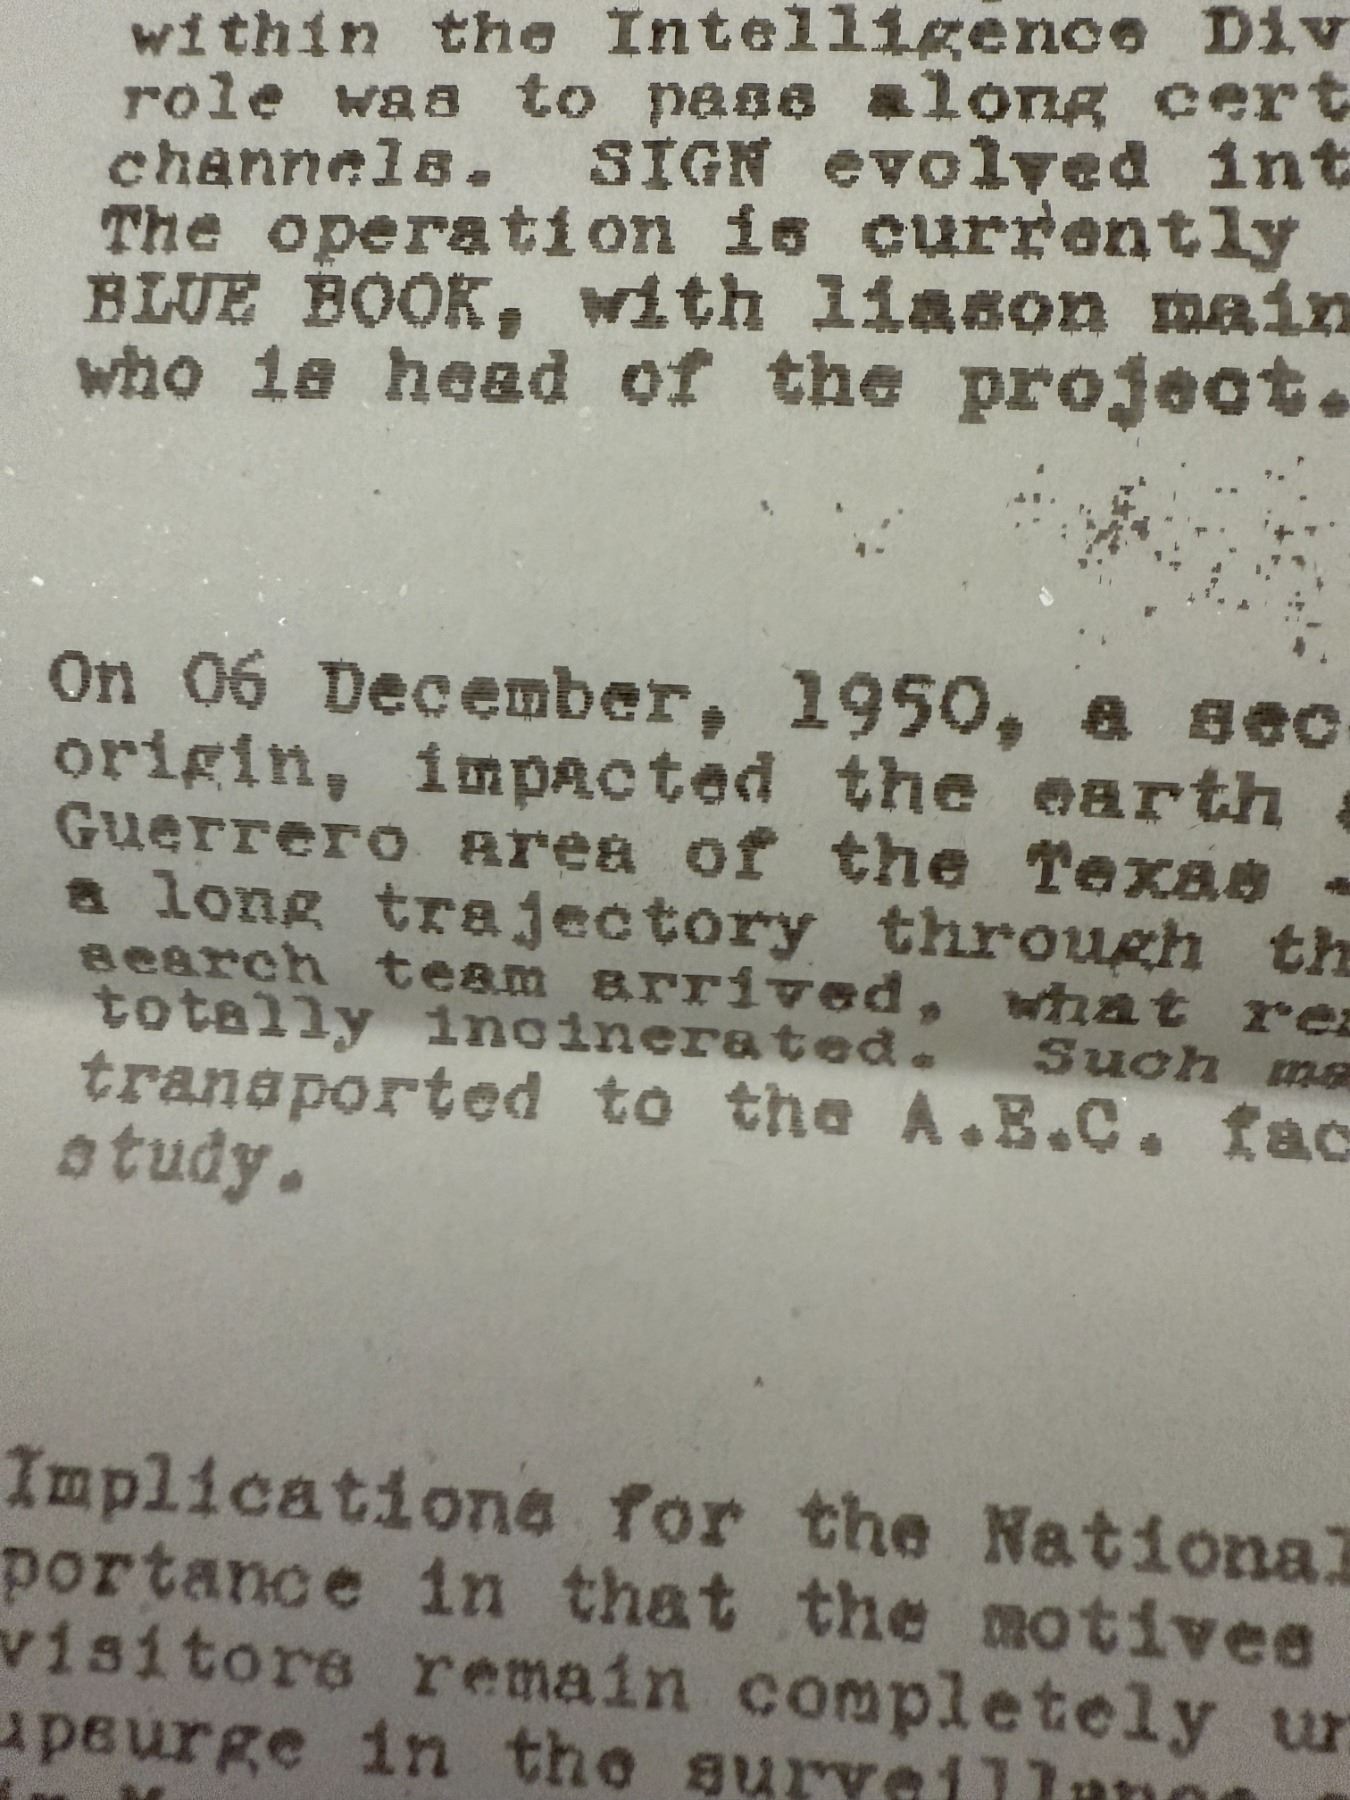 within the Intelligence Div
role was to pass along cert
channels. SIGN evolved int
The operation is currently
BLUE BOOK, with liason main
who is head of the project.
On 06 December, 1950, a sec
origin, impacted the earth
Guerrero area of the Texas -
a long trajectory through th
search team arrived, what re
totally incinerated. Such ma
transported to the A.E.C. fac
study.
Implications for the National
portance in that the motives
visitors remain completely un
upsurge in the surveillance